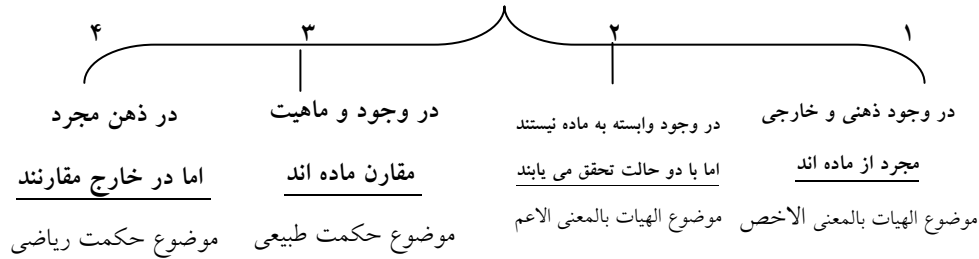 ۱
در وجود ذهنی و خارجی
مجرد از ماده اند
موضوع الهیات بالمعنی الاخص
۲
در وجود وابسته به ماده نیستند
اما با دو حالت تحقق می یابند
موضوع الهیات بالمعنی الاعم
۳
در وجود و ماهیت
مقارن ماده اند
موضوع حکمت طبیعی
۴
در ذهن مجرد
اما در خارج مقارنند
موضوع حکمت ریاضی